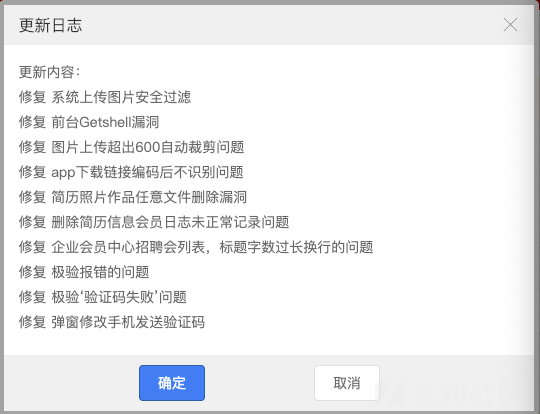 更新日志
更新内容：
修复 系统上传图片安全过滤
修复 前台Getshell漏洞
修复 图片上传超出600自动裁剪问题
修复 app下载链接编码后不识别问题
修复 简历照片作品任意文件删除漏洞
修复 删除简历信息会员日志未正常记录问题
修复 企业会员中心招聘会列表，标题字数过长换行的问题
修复 极验报错的问题
修复 极验‘验证码失败’问题
修复 弹窗修改手机发送验证码
确定
取消